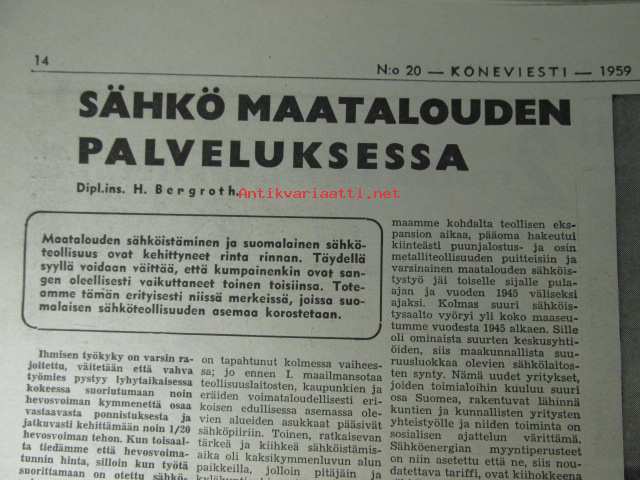 14
N:o 20 — KONEVIESTI — 1959
SÄHKÖ MAATALOUDEN
PALVELUKSESSA
Dipl.ins. H. Bergroth.
Antikvariaatti.net
Maatalouden sähköistäminen ja suomalainen sähkö-
teollisuus ovat kehittyneet rinta rinnan. Täydellä
syyllä voidaan väittää, että kumpainenkin ovat san-
gen oleellisesti vaikuttaneet toinen toisiinsa. Tote-
amme tämän erityisesti niissä merkeissä, joissa suo-
malaisen sähköteollisuuden asemaa korostetaan.
Ihmisen työkyky on varsin ra-
joitettu, väitetään että vahva
työmies pystyy lyhytaikaisessa
kokeessa suoriutumaan noin
hevosvoiman kymmenettä osaa
vastaavasta ponnistuksesta ja
jatkuvasti kehittämään noin 1/20
hevosvoiman tehon. Kun toisaal-
ta tiedämme että hevosvoima-
tunnin hinta, silloin kun työtä
suorittamaan on otettu sähkö-
on tapahtunut kolmessa vaihees-
sa; jo ennen I. maailmansotaa
teollisuuslaitosten, kaupunkien ja
eräiden voimataloudellisesti eri-
koisen edullisessa asemassa ole-
vien alueiden asukkaat pääsivät
sähköpiiriin. Toinen, ratkaisevan
tärkeä ja kiihkeä sähköistämis-
aika oli kaksikymmenluvun alun
paikkeilla, jolloin pitäjäin ja
maamme kohdalta teollisen eks-
pansion aikaa, pääoma hakeutui
kiinteästi puunjalostus- ja osin
metalliteollisuuden puitteisiin ja
varsinainen maatalouden sähköis-
tystyö jäi toiselle sijalle pula-
ajan ja vuoden 1945 väliseksi
ajaksi. Kolmas suuri sähköis-
tysaalto vyöryi yli koko maaseu-
tumme vuodesta 1945 alkaen. Sille
oli ominaista suurten keskusyhti-
öiden, siis maakunnallista suu-
ruusluokkaa olevien sähkölaitos-
ten synty. Nämä uudet yritykset,
joiden toimialoihin kuuluu suuri
osa Suomea, rakentuvat lähinnä
kuntien ja kunnallisten yritysten
yhteistyölle ja niiden toiminta on
sosialisen ajattelun värittämä.
Sähköenergian myyntiperusteet
on niin asetettu että ne, siis nou-
datettava tariffi, ovat kiihokkeena